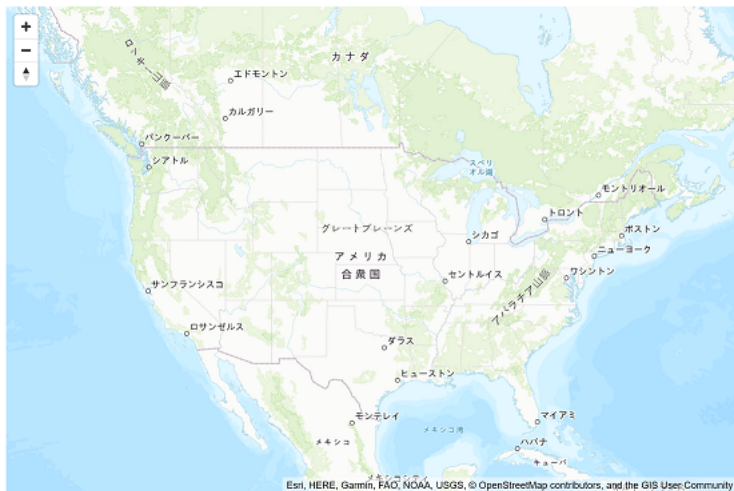 カナダ
ロッキー山脈
エドモントン
カルガリー
バンクーバー
シアトル
スペリ
オル湖
モントリオール
トロント
ボストン
グレートプレーンズ
シカゴ
ニューヨーク
アメリカ
合衆国
セントルイス
ワシントン
アパラチア山脈
サンフランシスコ
ロサンゼルス
ダラス
ヒューストン
モンテレイ
マイアミ
メキシコ湾
メキシコ
ハバナ
キューバ
メキシコシティ
Esri, HERE, Garmin, FAO, NOAA, USGS, © OpenStreetMap contributors, and the GIS User Community